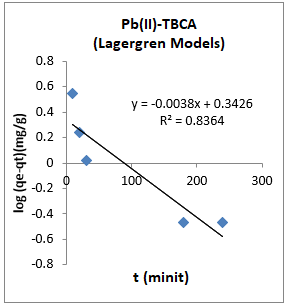 Pb(II)-TBCA
(Lagergren Models)
0.8
0.6
0.4
0.2
0
-0.2
-0.4
-0.6
-0.8
log (qe-qt)(mg/g)
y = -0.0038x + 0.3426
R² = 0.8364
0
100
200
300
t (minit)